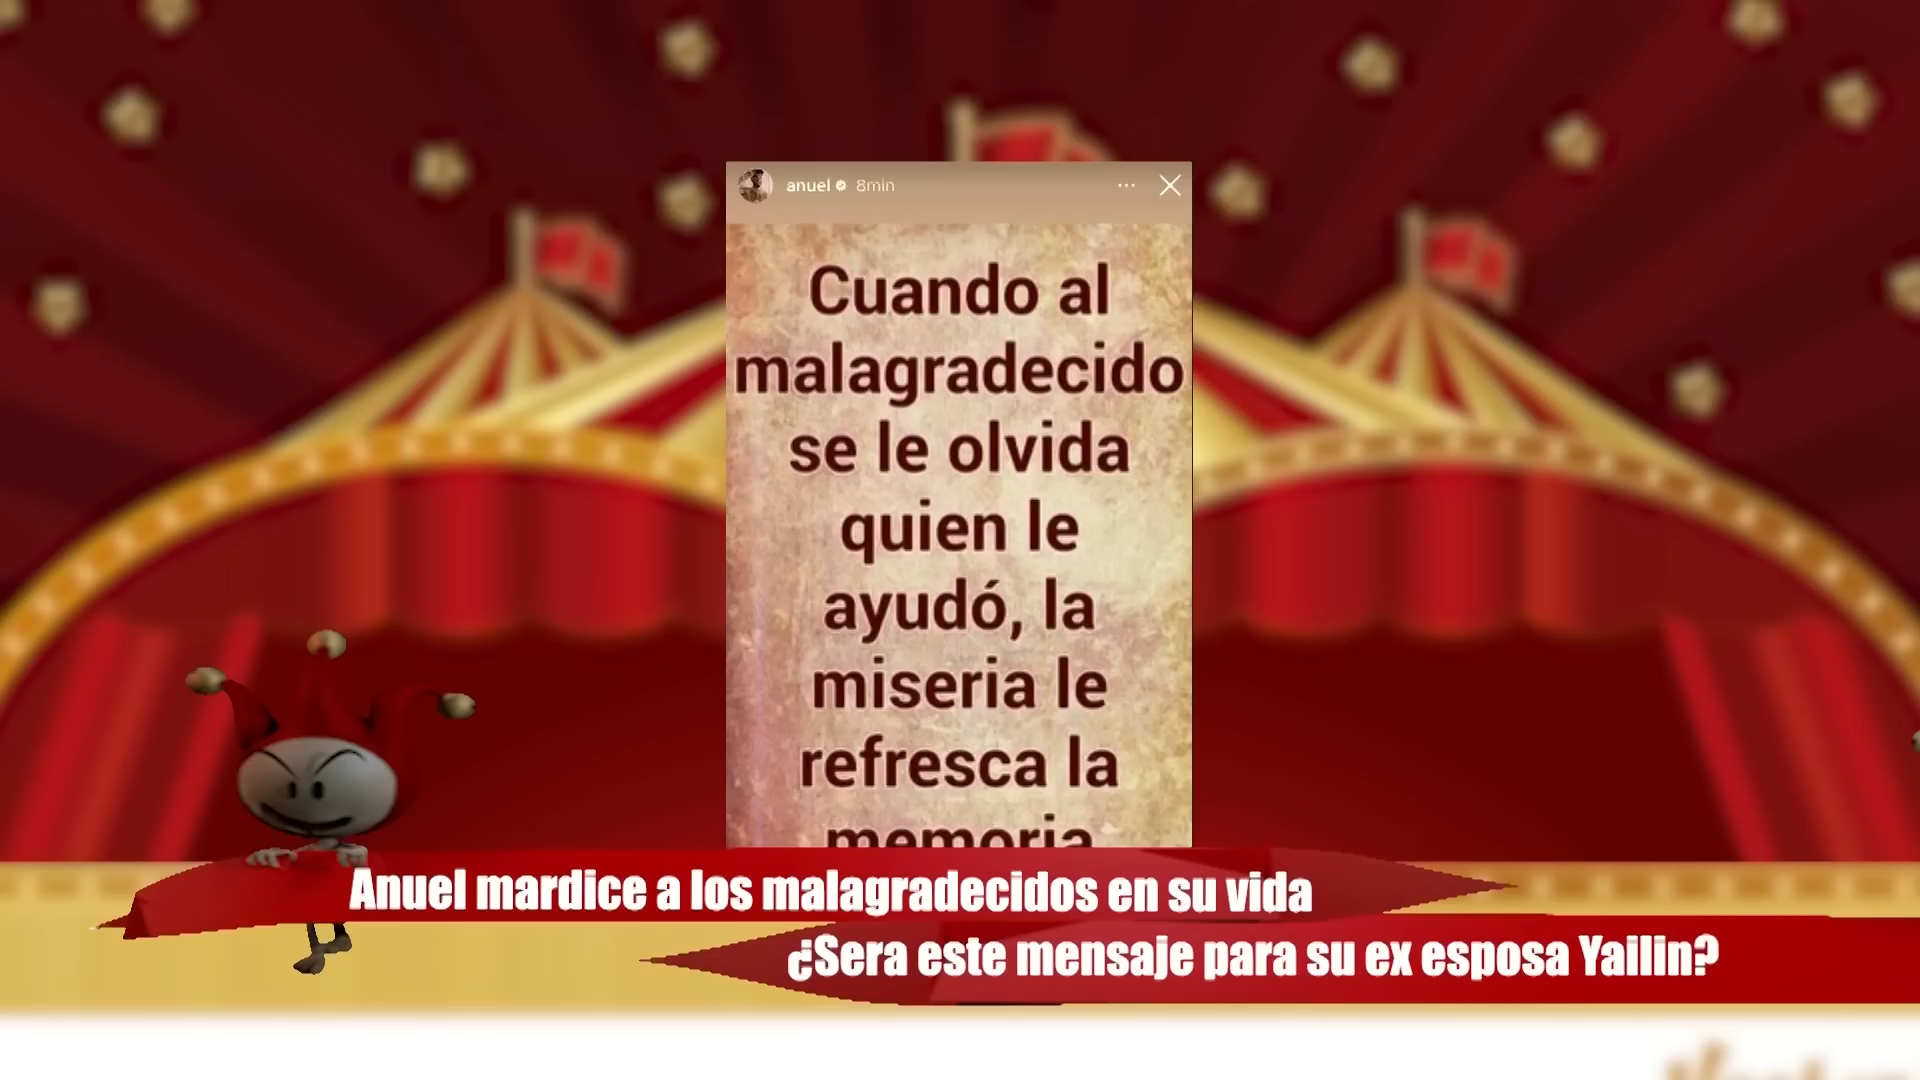 anuel 8min
Cuando al
malagradecido
se le olvida
quien le
ayudó, la
miseria le
refresca la
memoria
Anuel mardice a los malagradecidos en su vida
¿Sera este mensaje para su ex esposa Yailin?